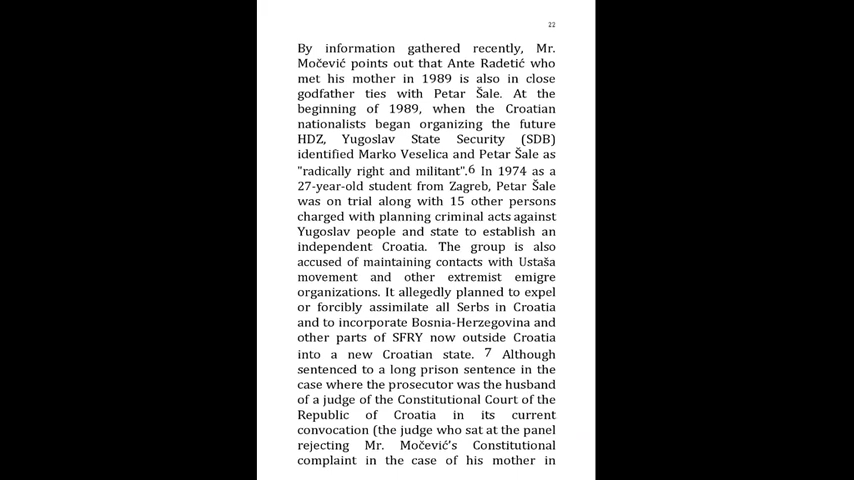 22
By information gathered recently, Mr.
Močević points out that Ante Radetić who
met his mother in 1989 is also in close
godfather ties with Petar Šale. At the
beginning of 1989, when the Croatian
nationalists began organizing the future
HDZ, Yugoslav State Security (SDB)
identified Marko Veselica and Petar Šale as
"radically right and militant".6 In 1974 as a
27-year-old student from Zagreb, Petar Šale
was on trial along with 15 other persons
charged with planning criminal acts against
Yugoslav people and state to establish an
independent Croatia. The group is also
accused of maintaining contacts with Ustaša
movement and other extremist emigre
organizations. It allegedly planned to expel
or forcibly assimilate all Serbs in Croatia
and to incorporate Bosnia-Herzegovina and
other parts of SFRY now outside Croatia
into a new Croatian state. 7 Although
sentenced to a long prison sentence in the
case where the prosecutor was the husband
of a judge of the Constitutional Court of the
Republic of Croatia in its current
convocation (the judge who sat at the panel
rejecting Mr. Močević's Constitutional
complaint in the case of his mother in